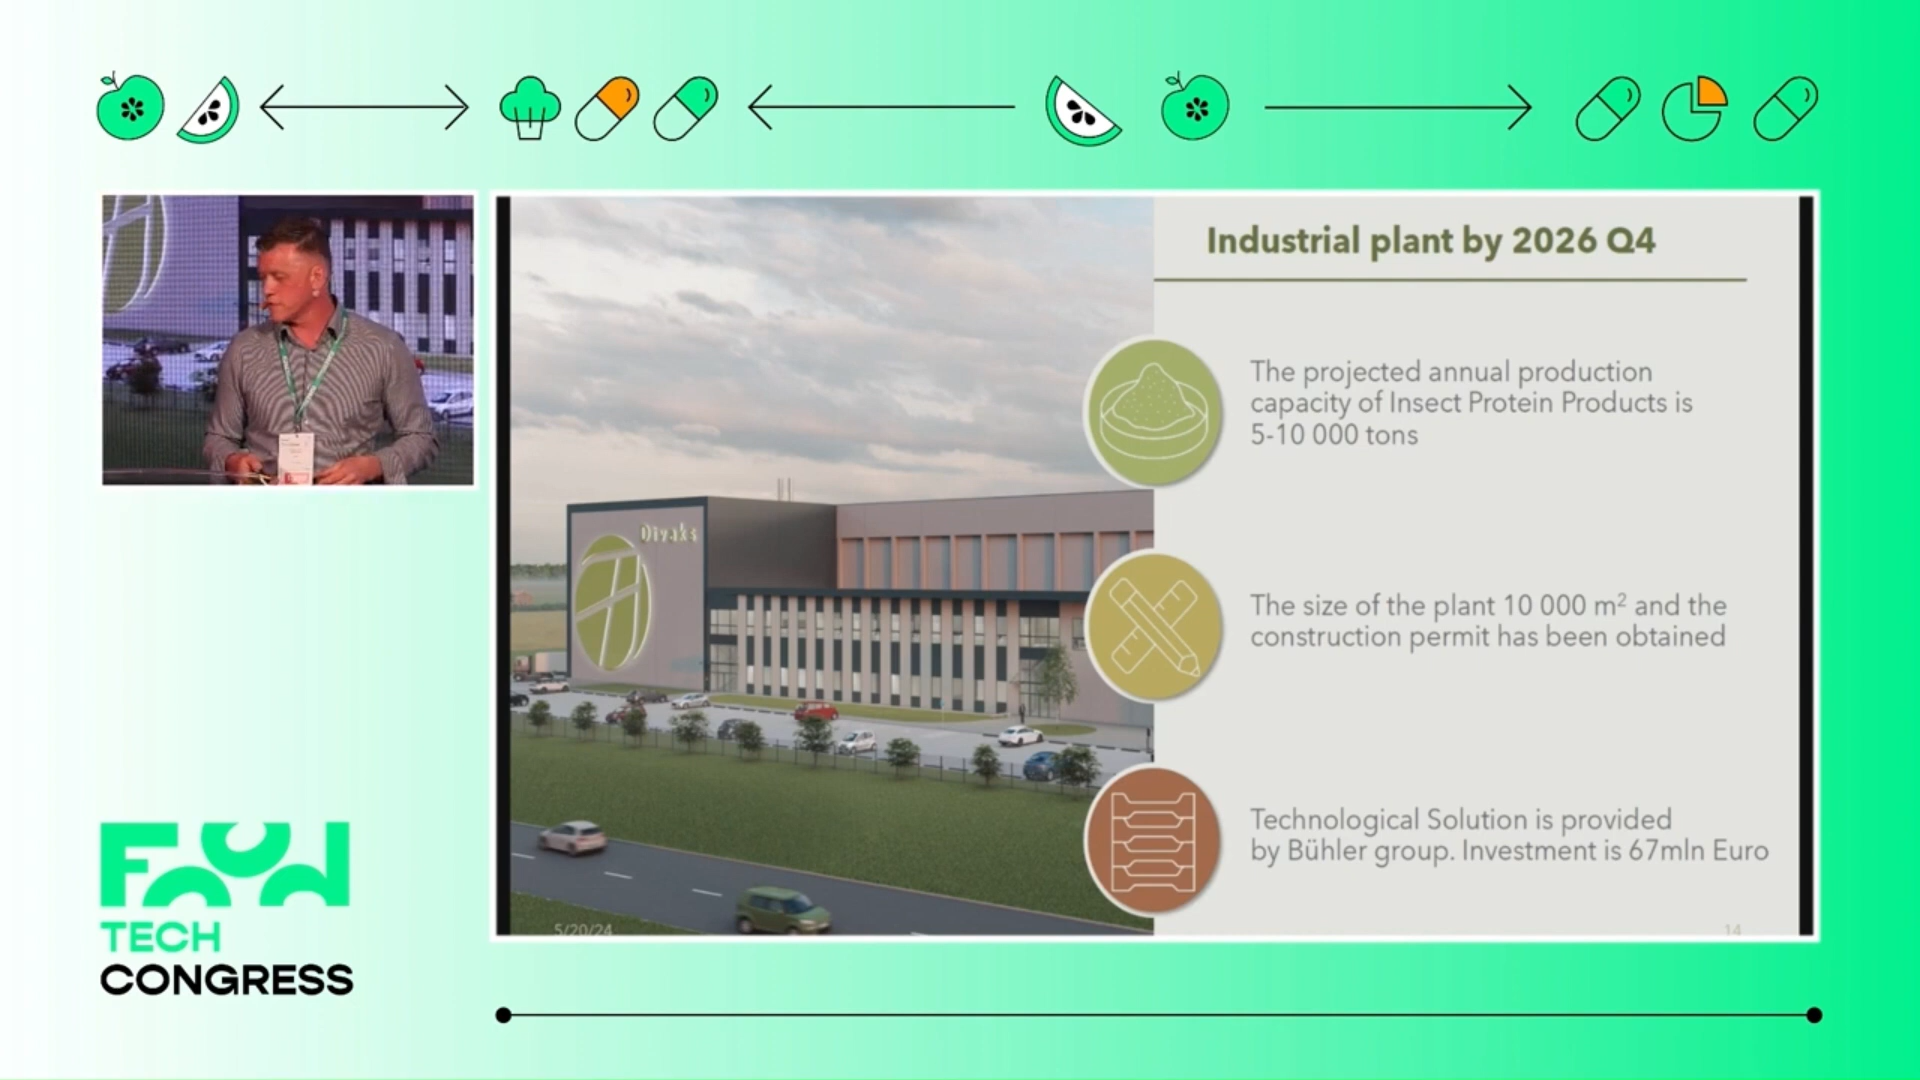 Industrial plant by 2026 Q4
The projected annual production
capacity of Insect Protein Products is
5-10 000 tons
Divaks
The size of the plant 10 000 m² and the
construction permit has been obtained
Technological Solution is provided
by Bühler group. Investment is 67mln Euro
5/20/24
14
Food
TECH
CONGRESS